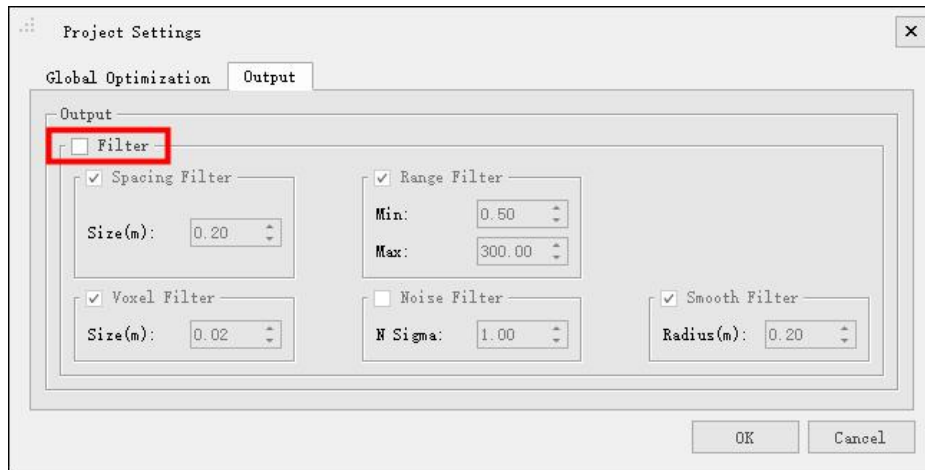 Project Settings
Global Optimization Output
Output
Filter
Spacing Filter
Size(m): 0.20
Range Filter
Min: 0.50
Max: 300.00
Voxel Filter
Size(m): 0.02
Noise Filter
N Sigma: 1.00
Smooth Filter
Radius(m): 0.20
OK Cancel